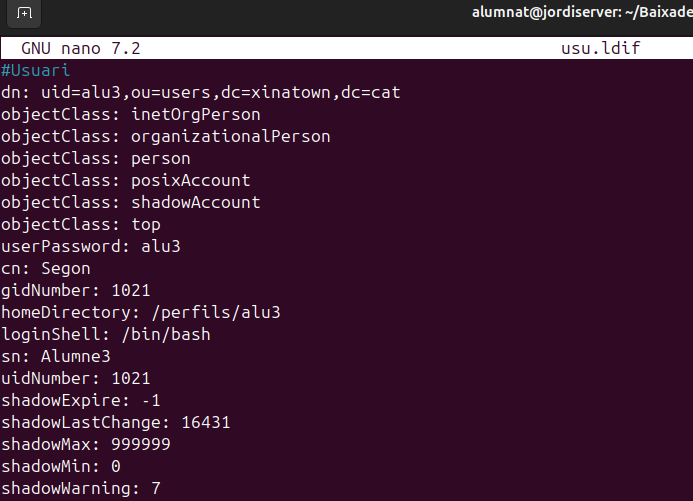 alumnat@jordiserver: ~/Baixade
GNU nano 7.2 usu.ldif
#Usuari
dn: uid=alu3,ou=users,dc=xinatown,dc=cat
objectClass: inetOrgPerson
objectClass: organizationalPerson
objectClass: person
objectClass: posixAccount
objectClass: shadowAccount
objectClass: top
userPassword: alu3
cn: Segon
gidNumber: 1021
homeDirectory: /perfils/alu3
loginShell: /bin/bash
sn: Alumne3
uidNumber: 1021
shadowExpire: -1
shadowLastChange: 16431
shadowMax: 999999
shadowMin: 0
shadowWarning: 7